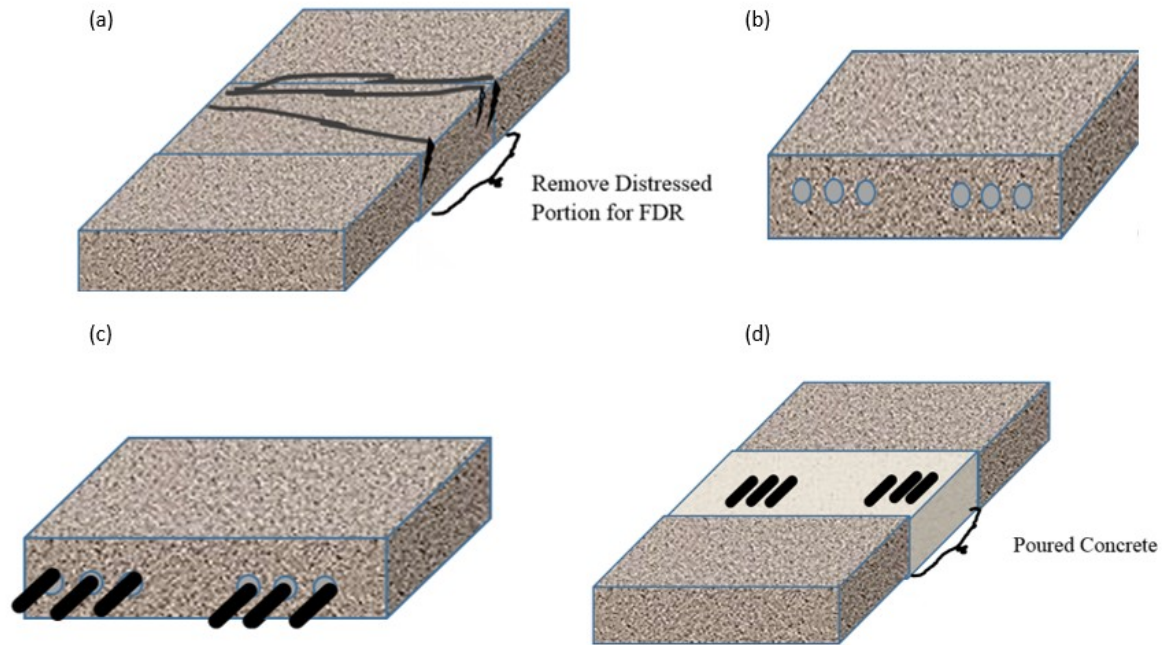 (a)
(b)
Remove Distressed
Portion for FDR
(c)
(d)
Poured Concrete